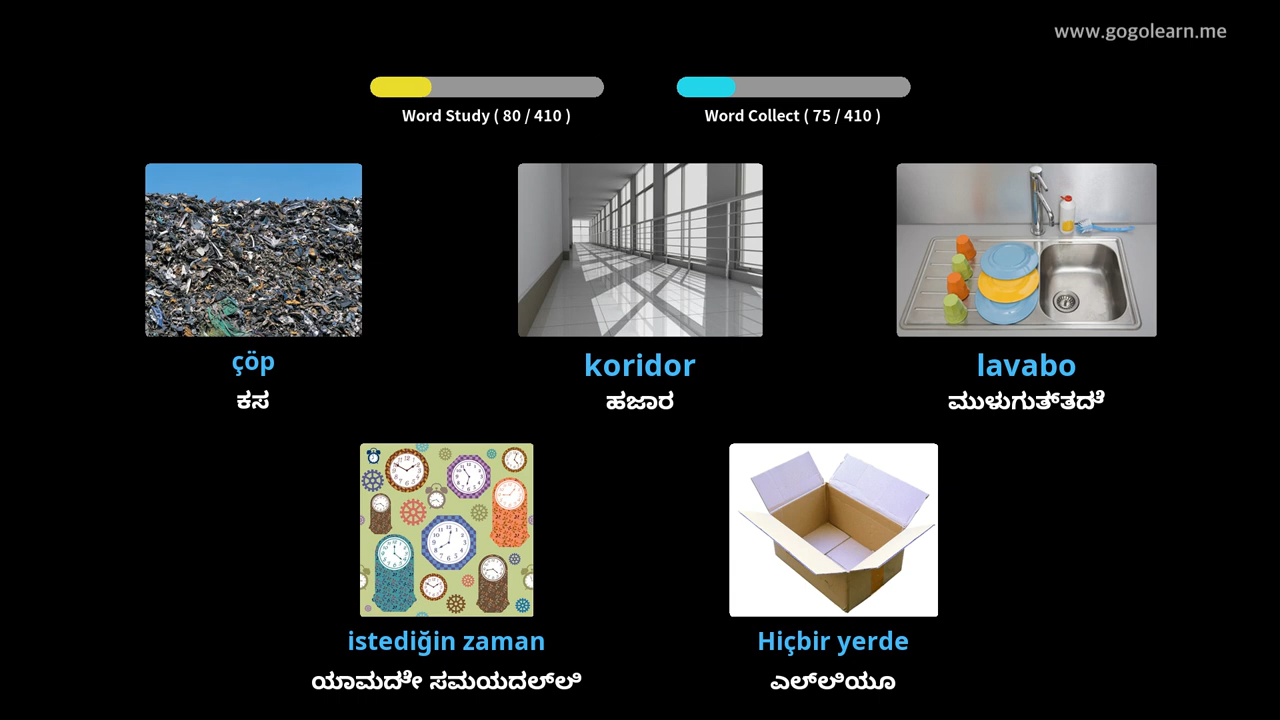 www.gogolearn.me
Word Study ( 80 / 410 )
Word Collect ( 75 / 410 )
çöp
ಕಸ
koridor
ಹಜಾರ
lavabo
ಮುಳುಗುತ್ತದೆ
istediğin zaman
ಯಾಮದೇ ಸಮಯದಲ್ಲಿ
Hiçbir yerde
ಎಲ್ಲಿಯೂ